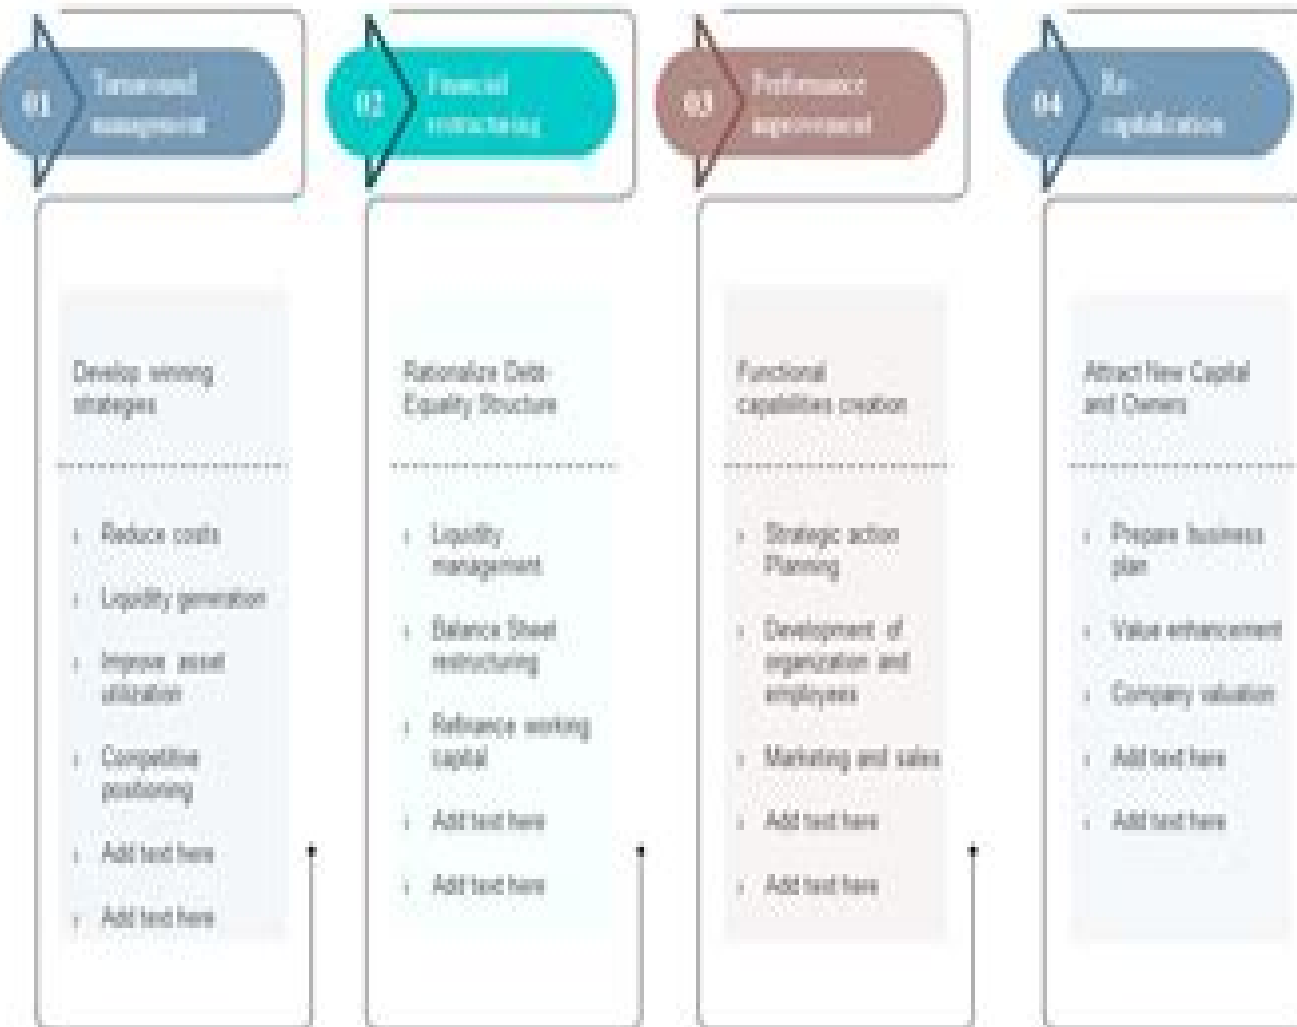 01
Turnaround
management
Develop winning
strategies
Reduce costs
Liquidity generation
Improve asset
utilization
Competitive
positioning
Add text here
Add text here
02
Financial
restructuring
Rationalize Debt-
Equality Structure
Liquidity
management
Balance Sheet
restructuring
Refinance working
capital
Add text here
Add text here
03
Performance
improvement
Functional
capabilities creation
Strategic action
Planning
Development of
organization and
employees
Marketing and sales
Add text here
Add text here
04
Re-
capitalization
Attract New Capital
and Owners
Prepare business
plan
Value enhancement
Company valuation
Add text here
Add text here